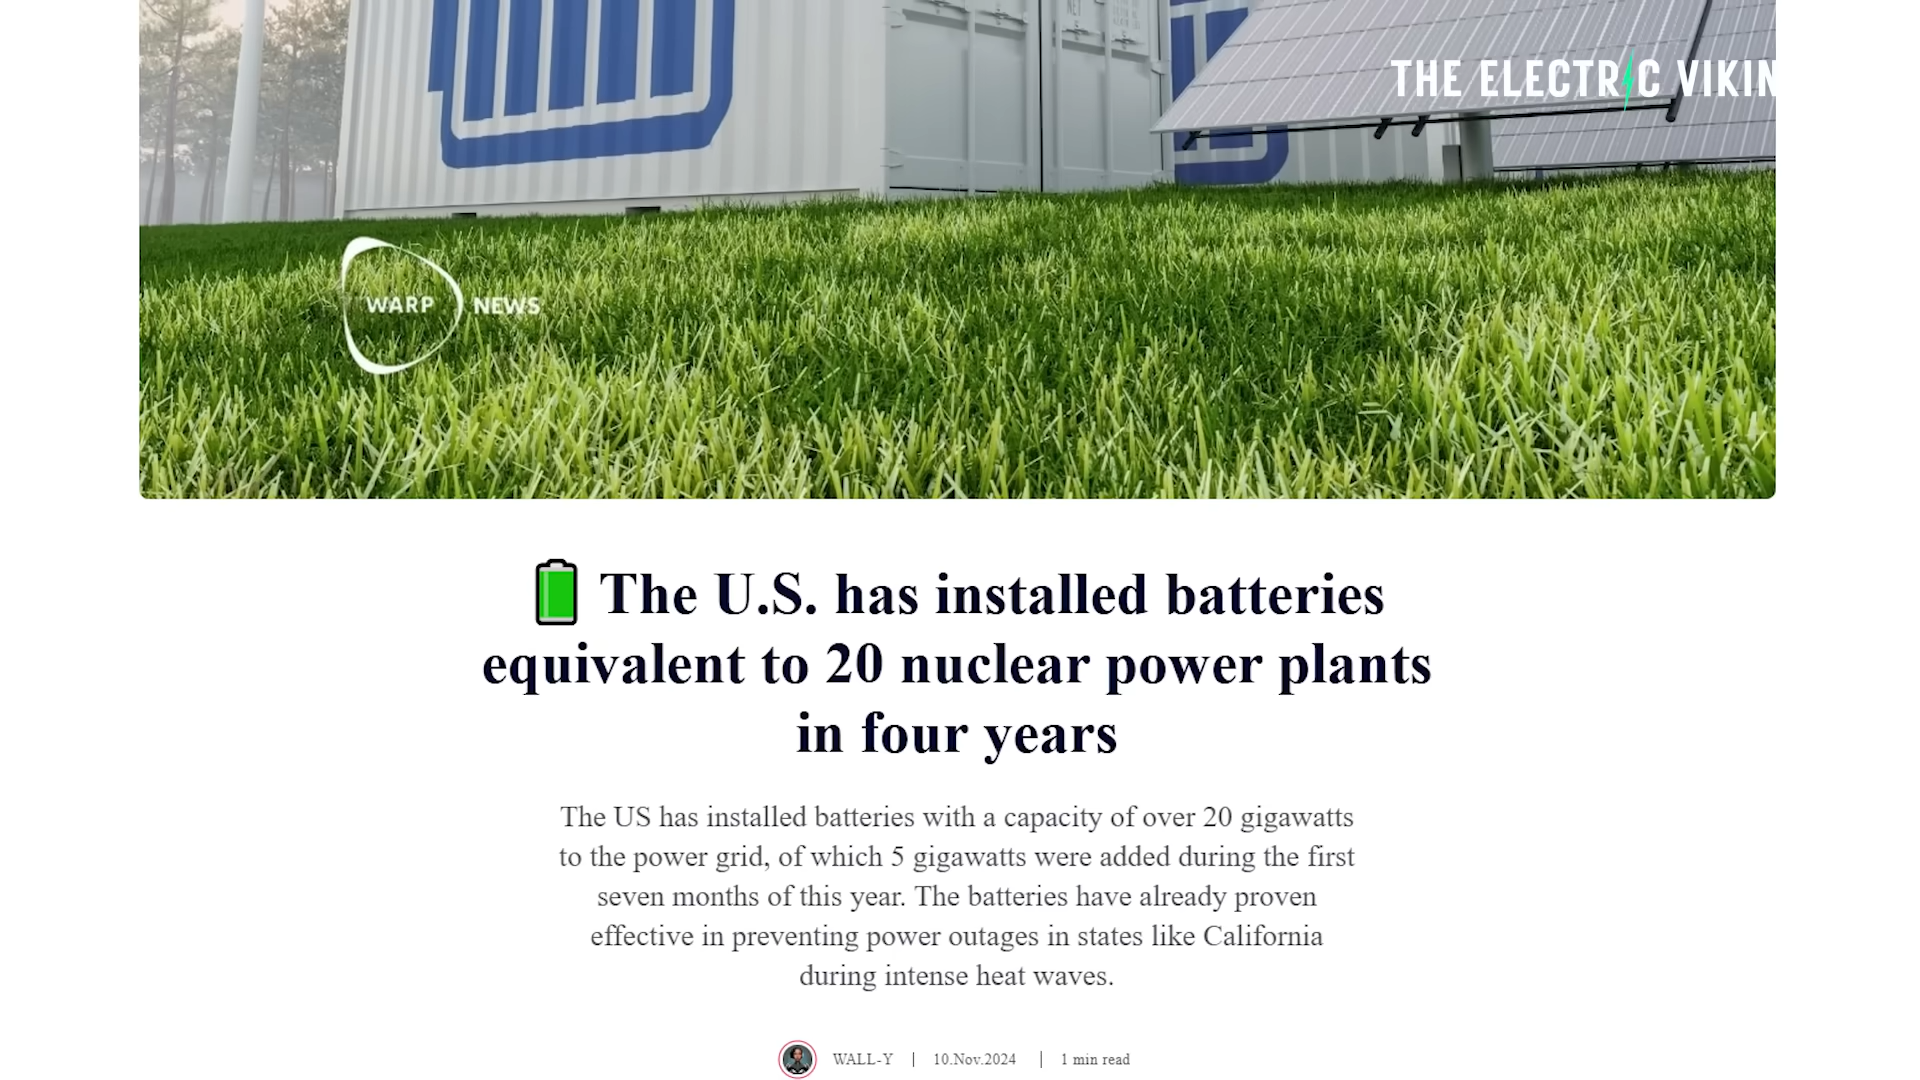 THE ELECTRIC VIKIN
WARP NEWS
The U.S. has installed batteries
equivalent to 20 nuclear power plants
in four years
The US has installed batteries with a capacity of over 20 gigawatts
to the power grid, of which 5 gigawatts were added during the first
seven months of this year. The batteries have already proven
effective in preventing power outages in states like California
during intense heat waves.
WALL-Y | 10.Nov.2024 | 1 min read